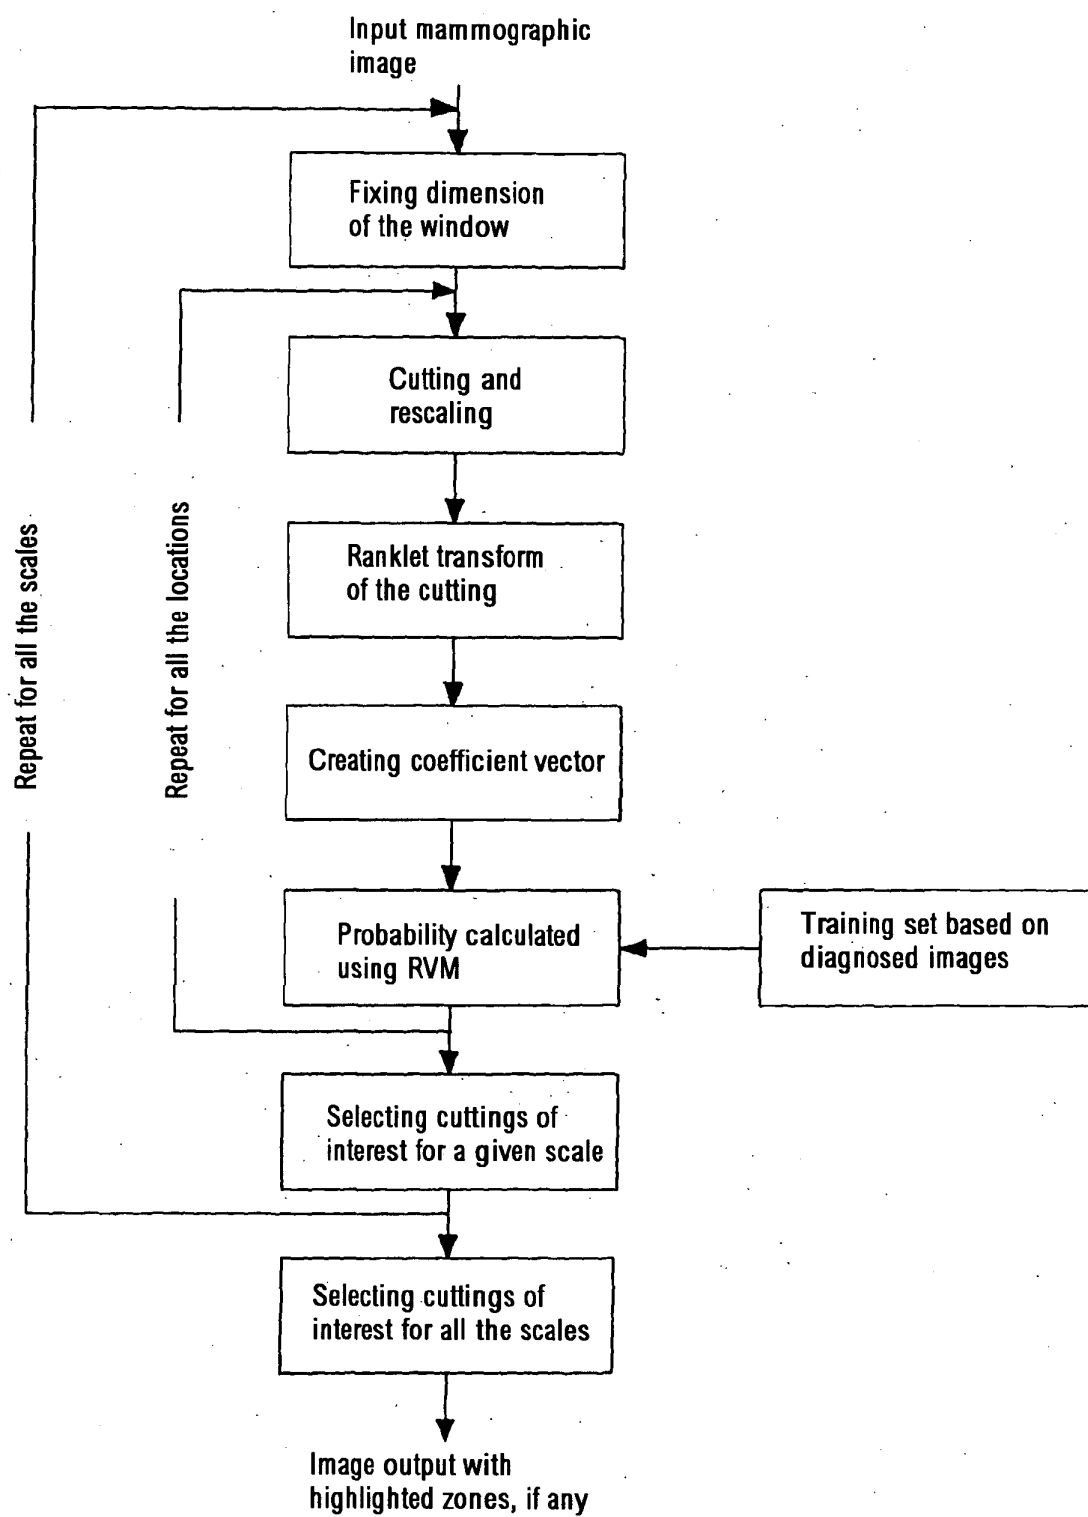 Input mammographic
image
Fixing dimension
of the window
Cutting and
rescaling
Ranklet transform
of the cutting
Creating coefficient vector
Probability calculated
using RVM
Training set based on
diagnosed images
Selecting cuttings of
interest for a given scale
Selecting cuttings of
interest for all the scales
Image output with
highlighted zones, if any
Repeat for all the scales
Repeat for all the locations